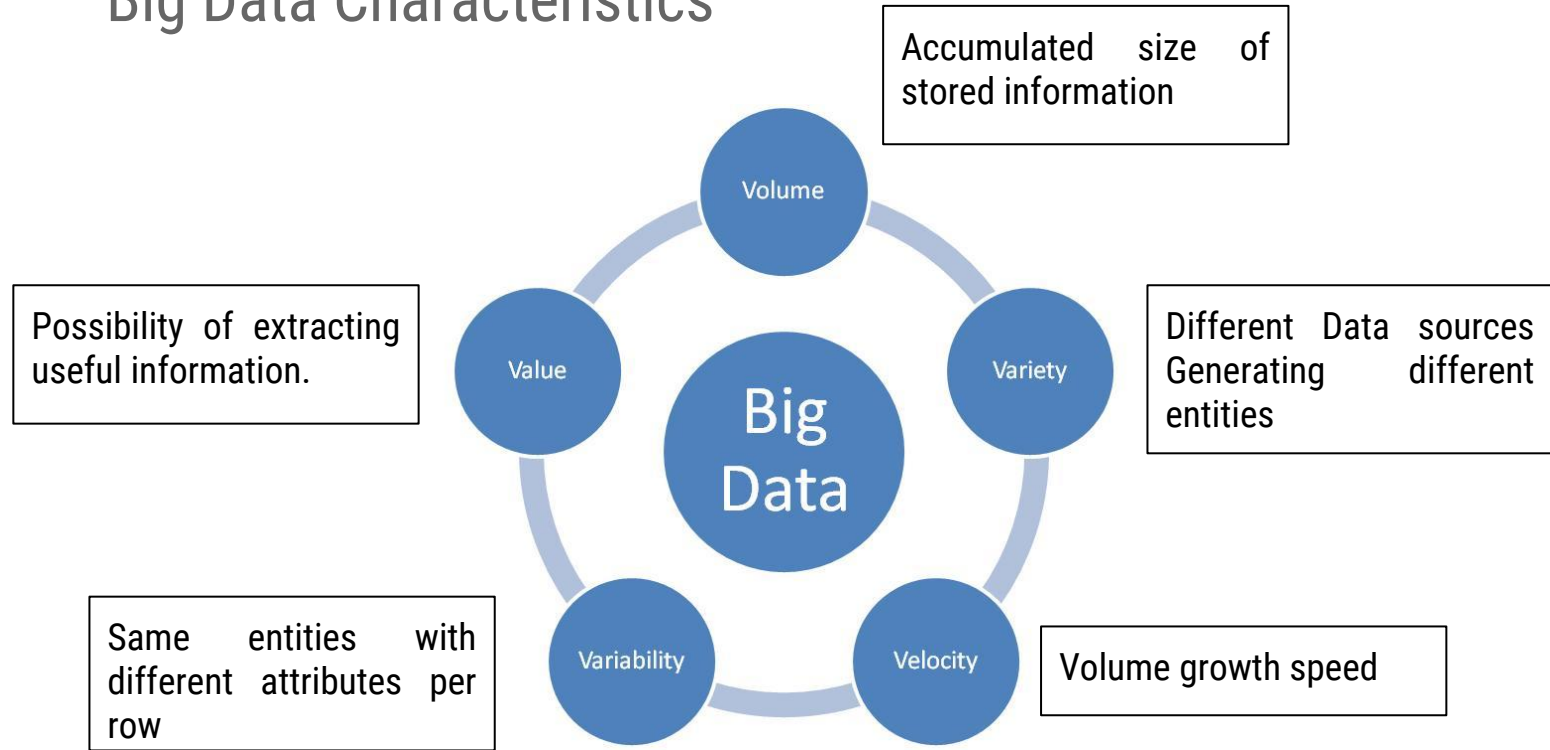 Big Data Characteristics
Accumulated size of
stored information
Volume
Possibility of extracting
useful information.
Value
Big
Data
Variety
Different Data sources
Generating different
entities
Same entities with
different attributes per
row
Variability
Velocity
Volume growth speed